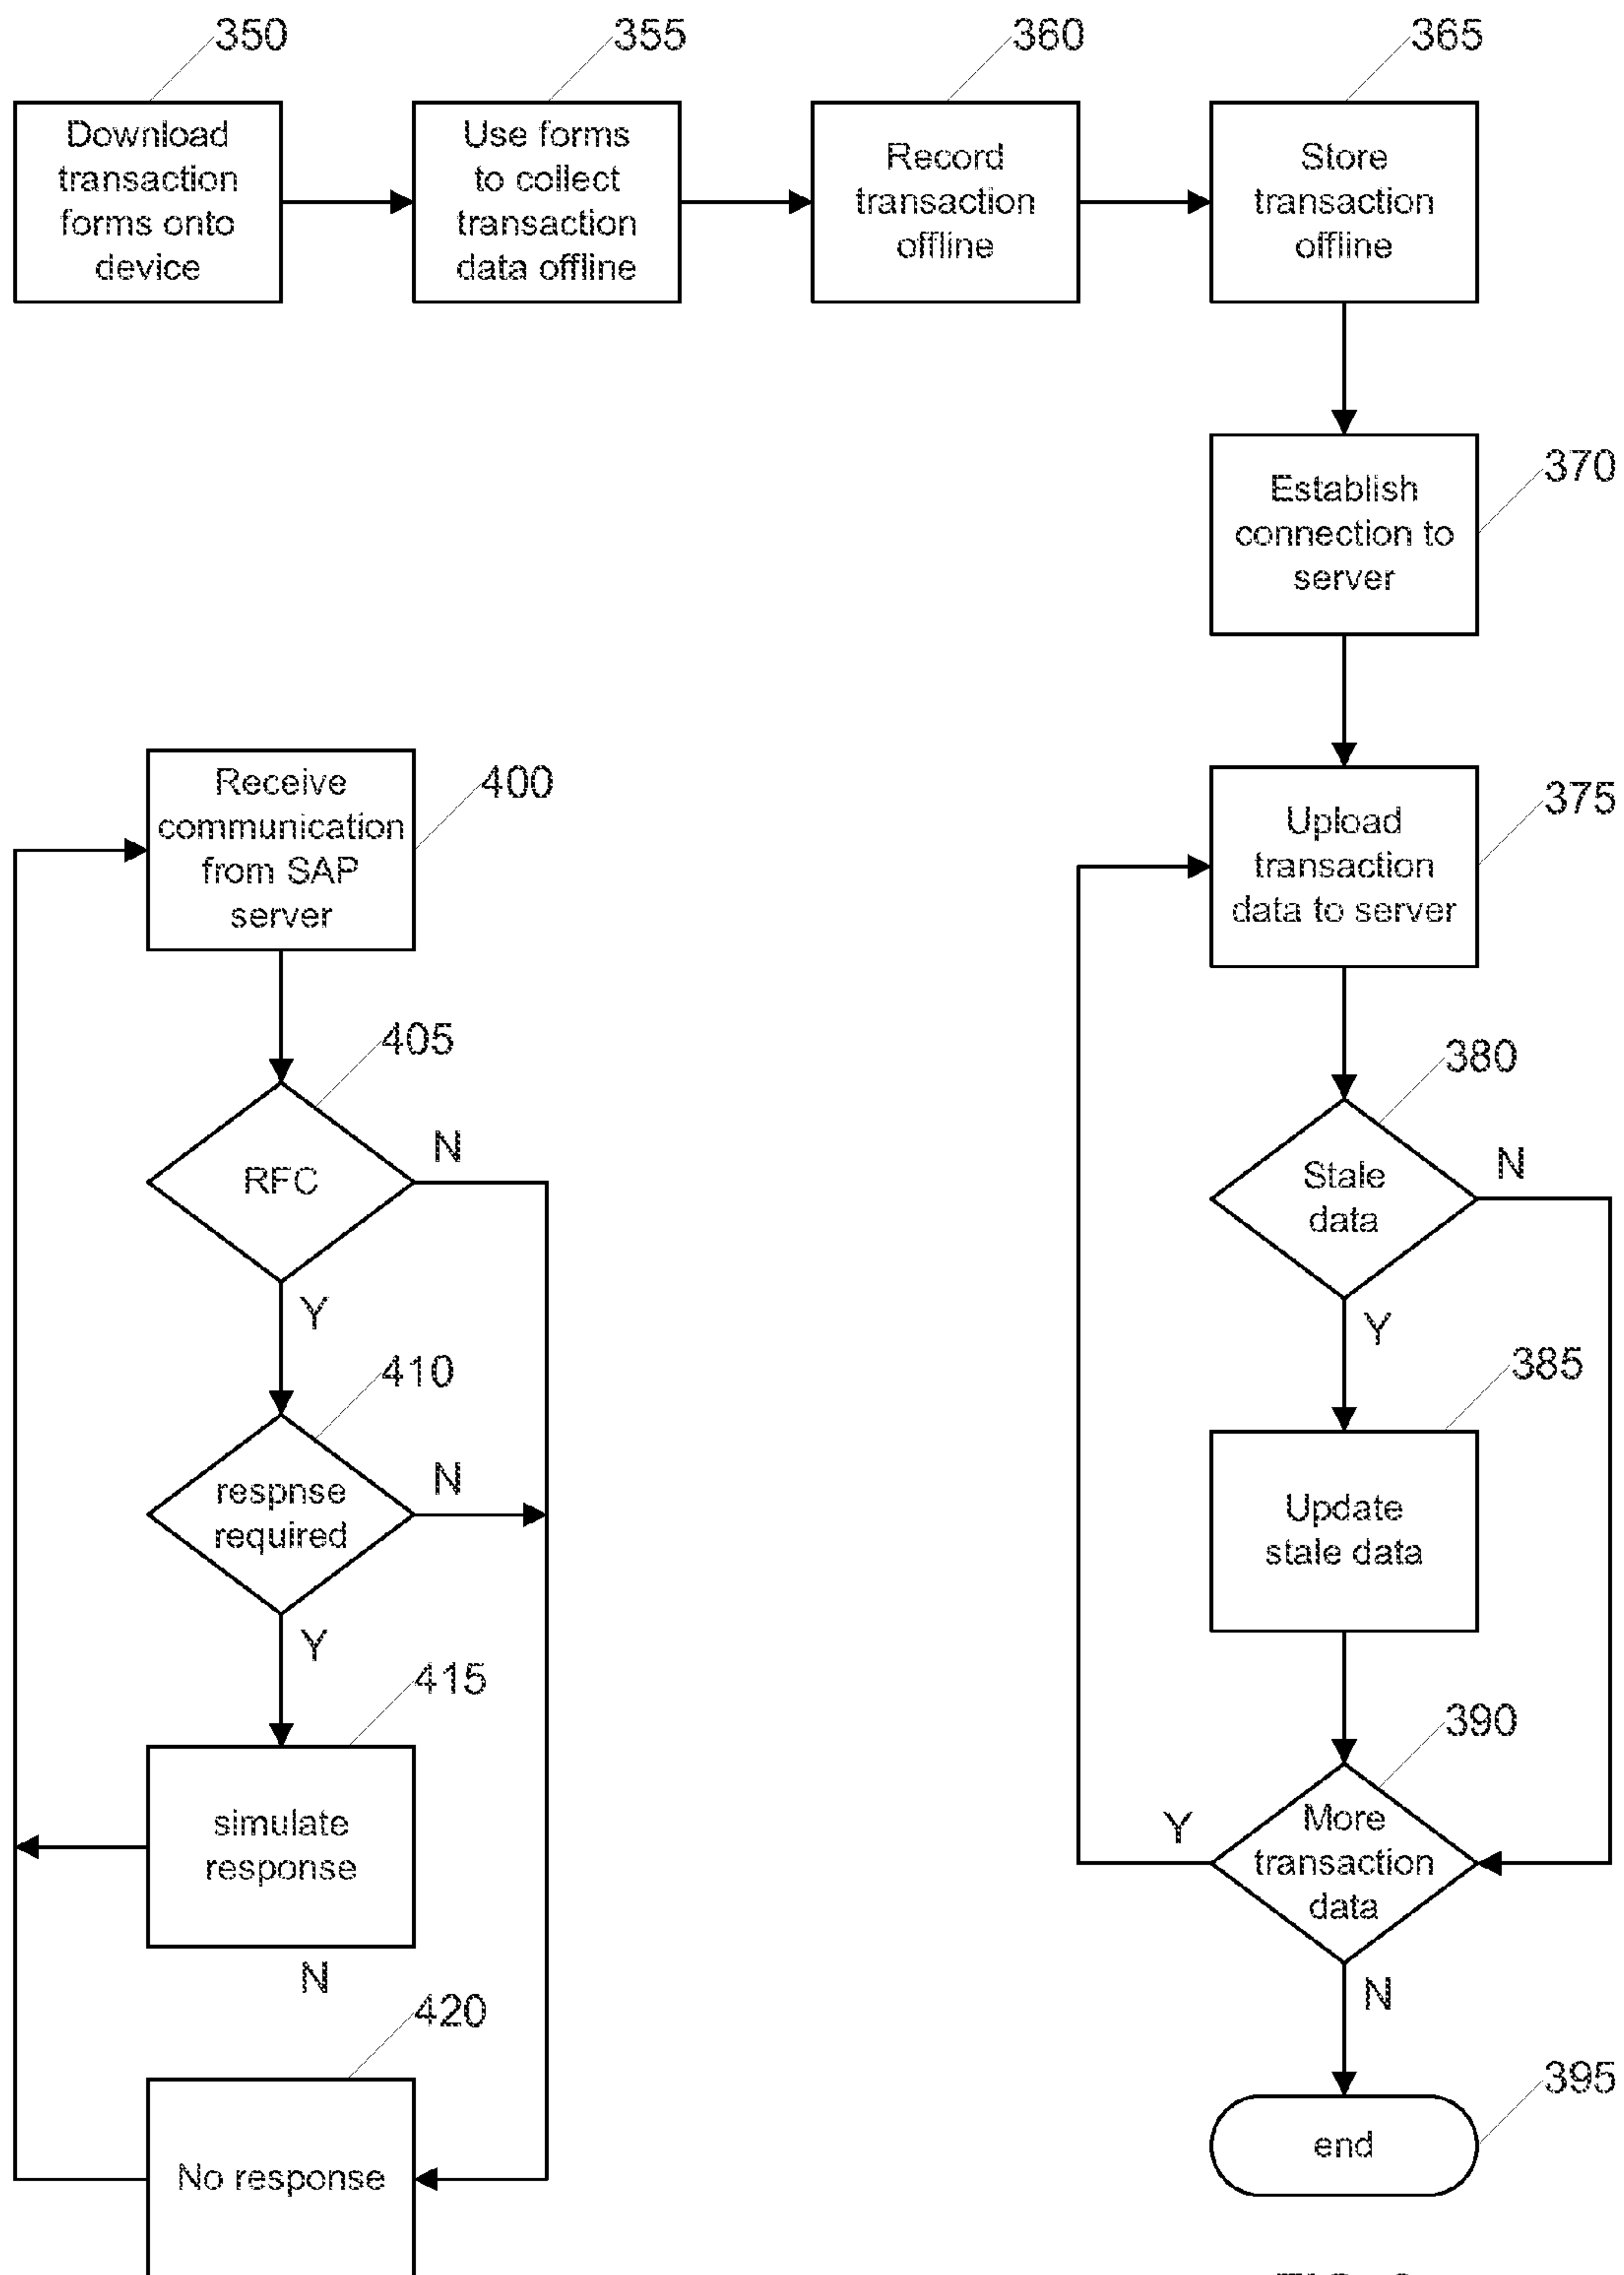 350
355
360
365
Download
transaction
forms onto
device
Use forms
to collect
transaction
data offline
Record
transaction
offline
Store
transaction
offline
370
Establish
connection to
server
375
Upload
transaction
data to server
380
Stale
data
N
Y
385
Update
stale data
390
More
transaction
data
Y
N
395
end
400
Receive
communication
from SAP
server
405
RFC
N
Y
410
respnse
required
N
Y
415
simulate
response
N
420
No response